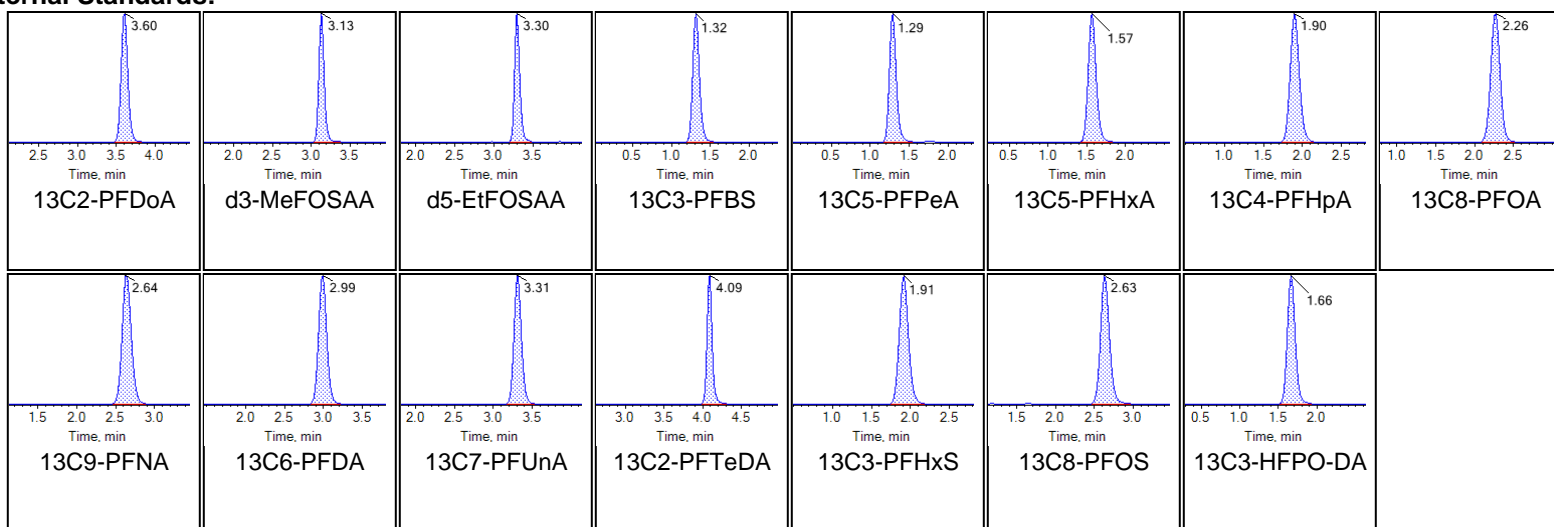 ternal Standards:
3.60 3.13 3.30 1.32 1.29 1.57 1.90 2.26
2.5 3.0 3.5 4.0 2.0 2.5 3.0 3.5 2.0 2.5 3.0 3.5 0.5 1.0 1.5 2.0 0.5 1.0 1.5 2.0 0.5 1.0 1.5 2.0 1.0 1.5 2.0 2.5 1.0 1.5 2.0 2.5
Time, min Time, min Time, min Time, min Time, min Time, min Time, min Time, min
13C2-PFDoA d3-MeFOSAA d5-EtFOSAA 13C3-PFBS 13C5-PFPeA 13C5-PFHxA 13C4-PFHpA 13C8-PFOA
2.64 2.99 3.31 4.09 1.91 2.63 1.66
1.5 2.0 2.5 3.0 2.0 2.5 3.0 3.5 2.0 2.5 3.0 3.5 3.0 3.5 4.0 4.5 1.0 1.5 2.0 2.5 1.5 2.0 2.5 3.0 0.5 1.0 1.5 2.0
Time, min Time, min Time, min Time, min Time, min Time, min Time, min
13C9-PFNA 13C6-PFDA 13C7-PFUnA 13C2-PFTeDA 13C3-PFHxS 13C8-PFOS 13C3-HFPO-DA